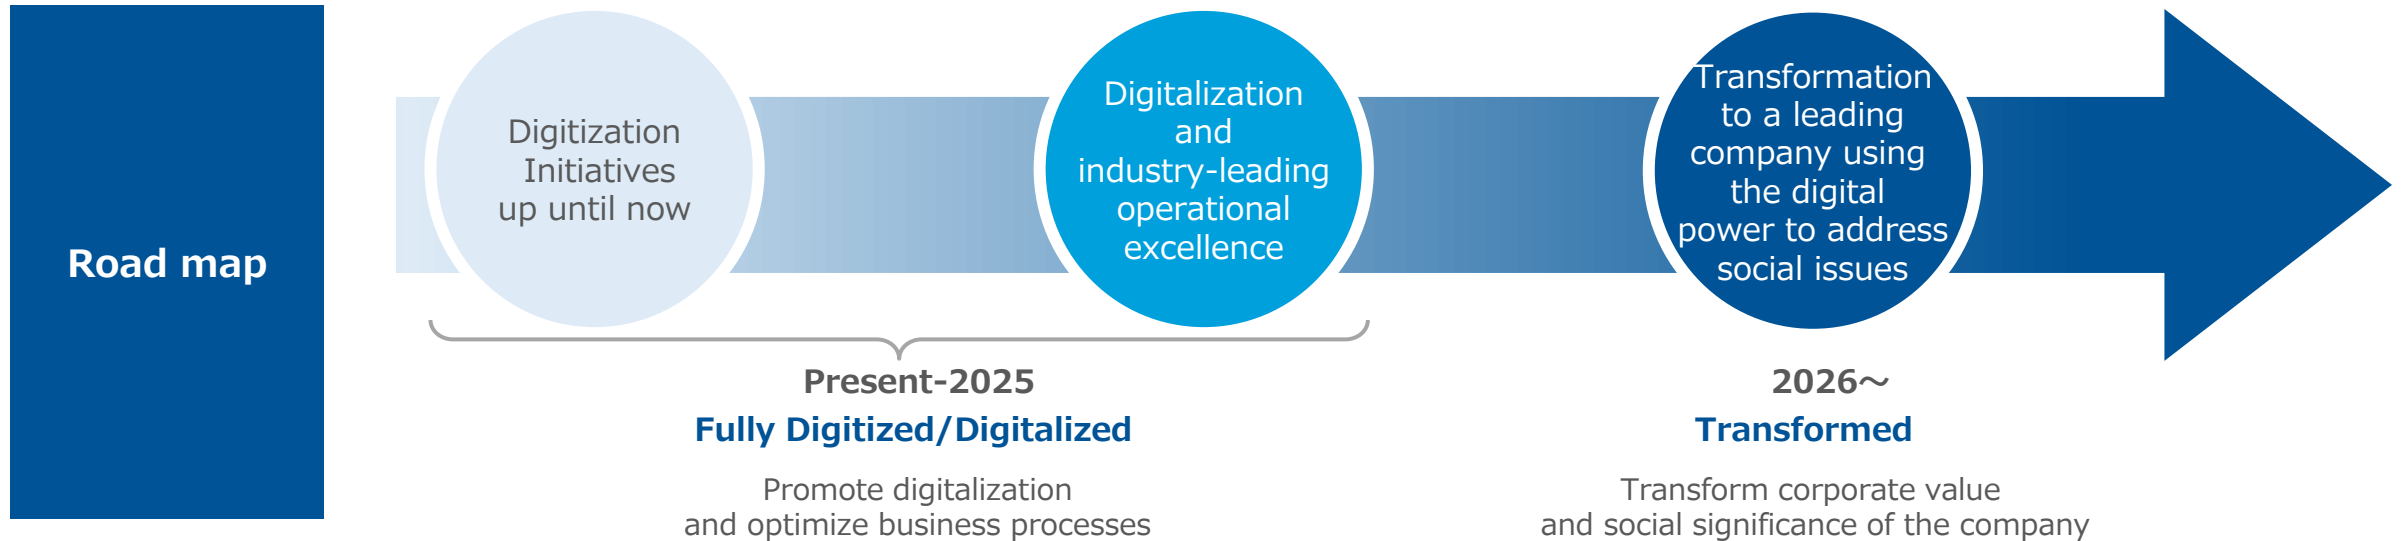 Road map
Digitization
Initiatives
up until now
Digitalization
and
industry-leading
operational
excellence
Transformation
to a leading
company using
the digital
power to address
social issues
Present-2025
Fully Digitized/Digitalized
Promote digitalization
and optimize business processes
2026～
Transformed
Transform corporate value
and social significance of the company